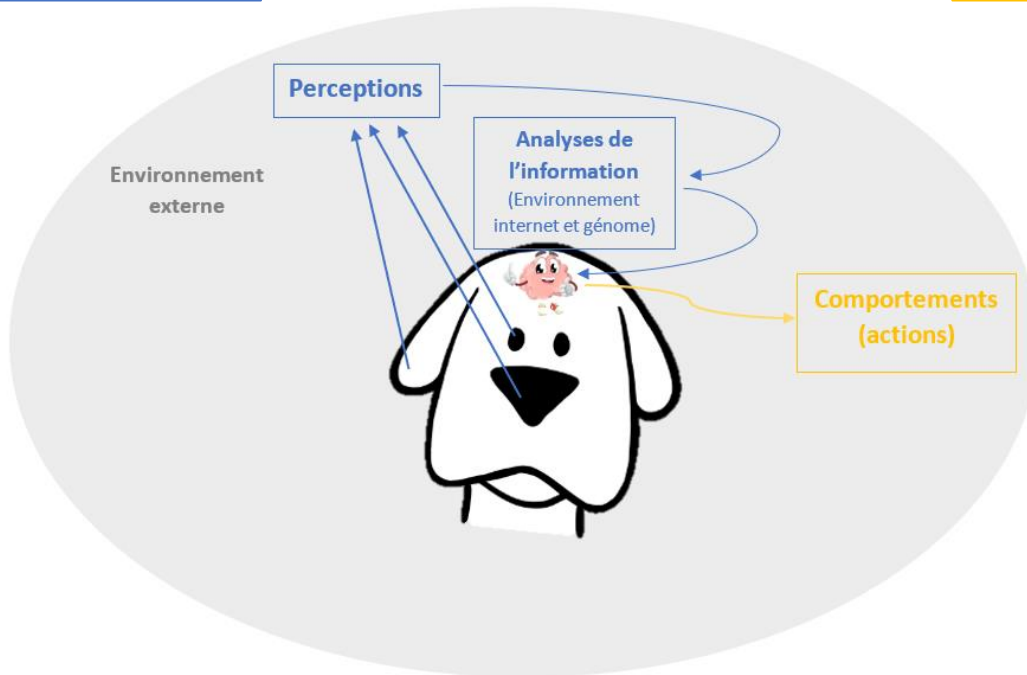 Perceptions
Analyses de
l’information
(Environnement
internet et génome)
Environnement
externe
Comportements
(actions)